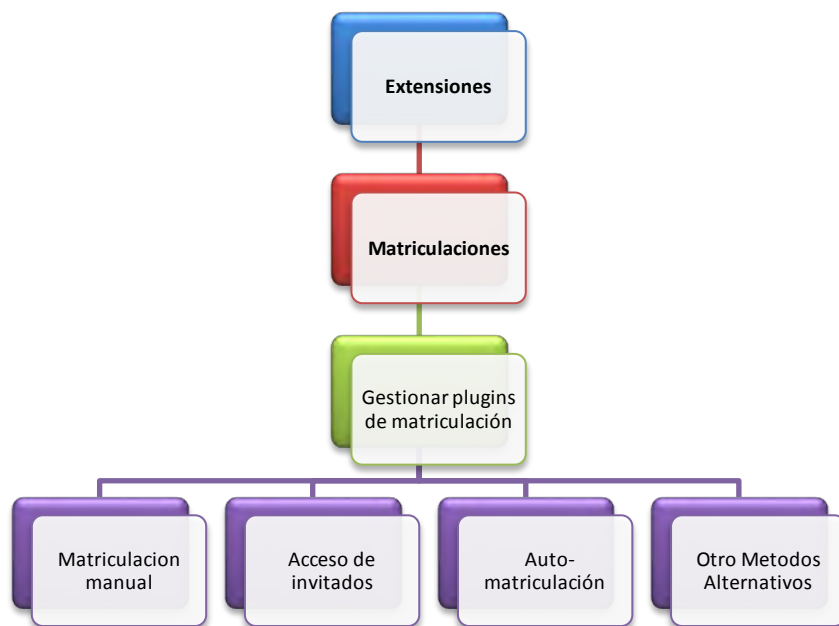 Extensiones
Matriculaciones
Gestionar plugins
de matriculación
Matriculacion
manual
Acceso de
invitados
Auto-
matriculación
Otro Metodos
Alternativos